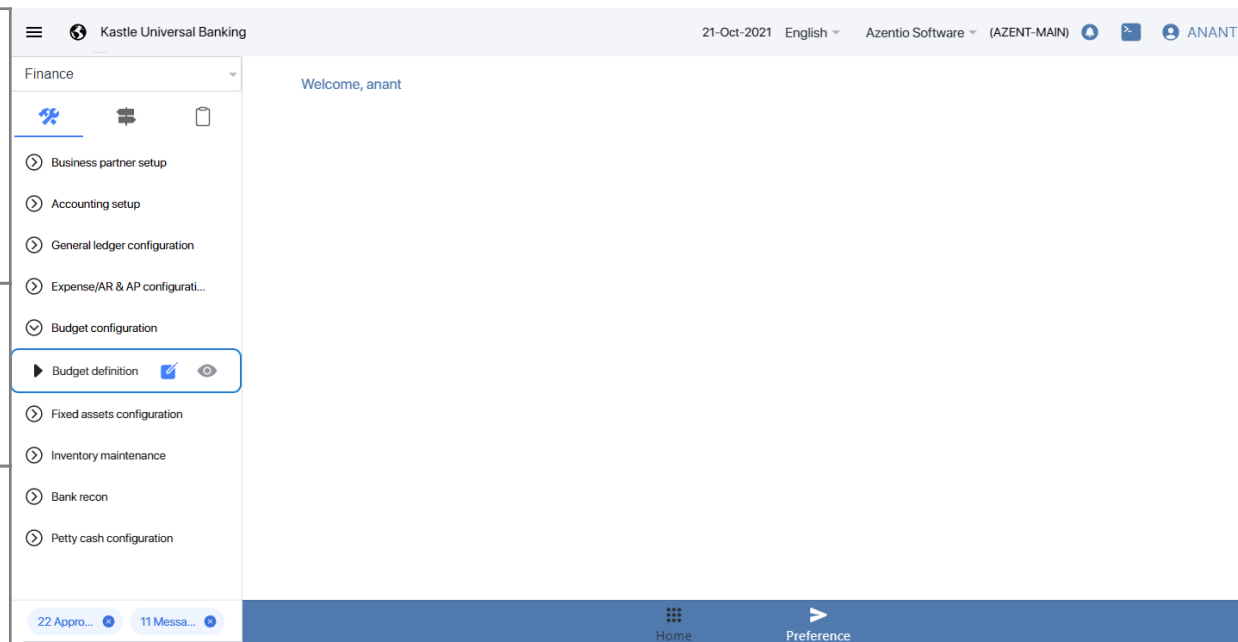 Kastle Universal Banking
21-Oct-2021 English Azentio Software (AZENT-MAIN) ANANT
Finance
Welcome, anant
Business partner setup
Accounting setup
General ledger configuration
Expense/AR & AP configurati...
Budget configuration
Budget definition
Fixed assets configuration
Inventory maintenance
Bank recon
Petty cash configuration
22 Appro... 11 Messa...
Home Preference